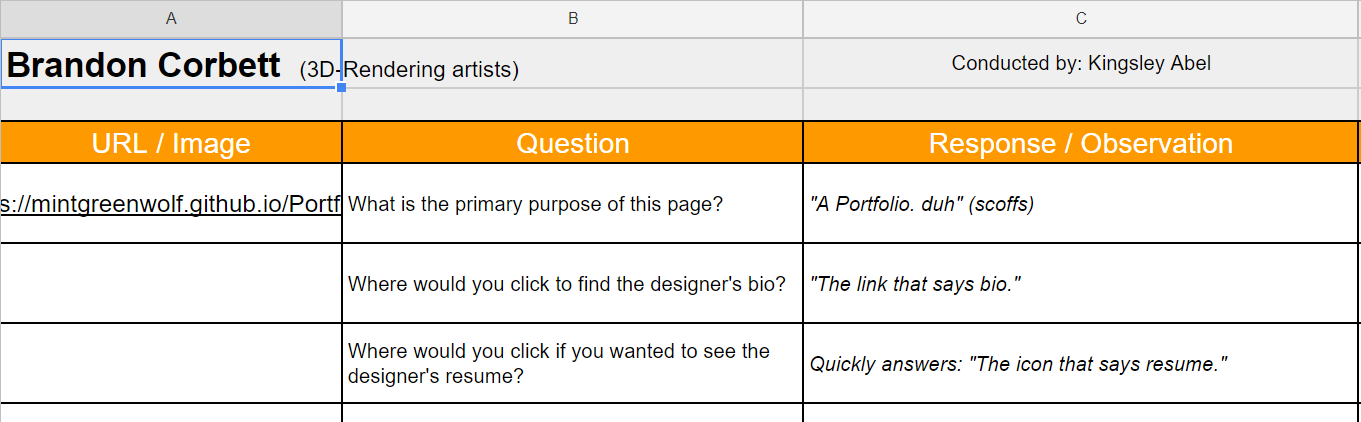 A B C
Brandon Corbett (3D-Rendering artists) Conducted by: Kingsley Abel
URL / Image Question Response / Observation
s://mintgreenwolf.github.io/Portf What is the primary purpose of this page? "A Portfolio. duh" (scoffs)
Where would you click to find the designer's bio? "The link that says bio."
Where would you click if you wanted to see the
designer's resume? Quickly answers: "The icon that says resume."